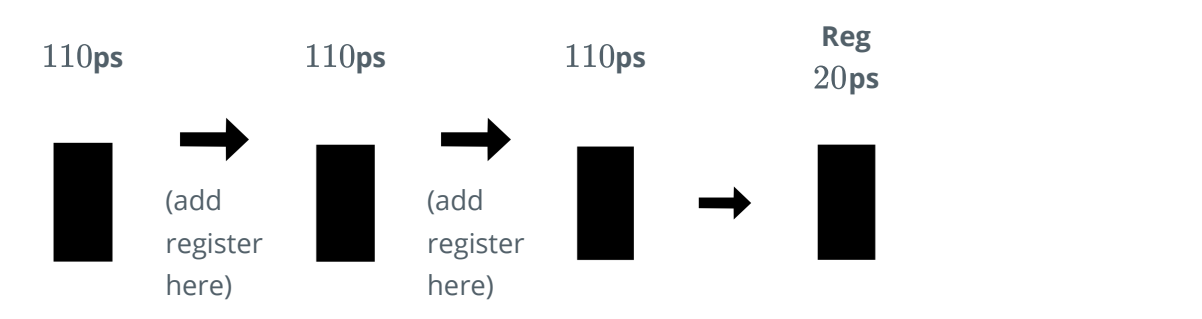 110ps
110ps
110ps
Reg
20ps
(add
register
here)
(add
register
here)